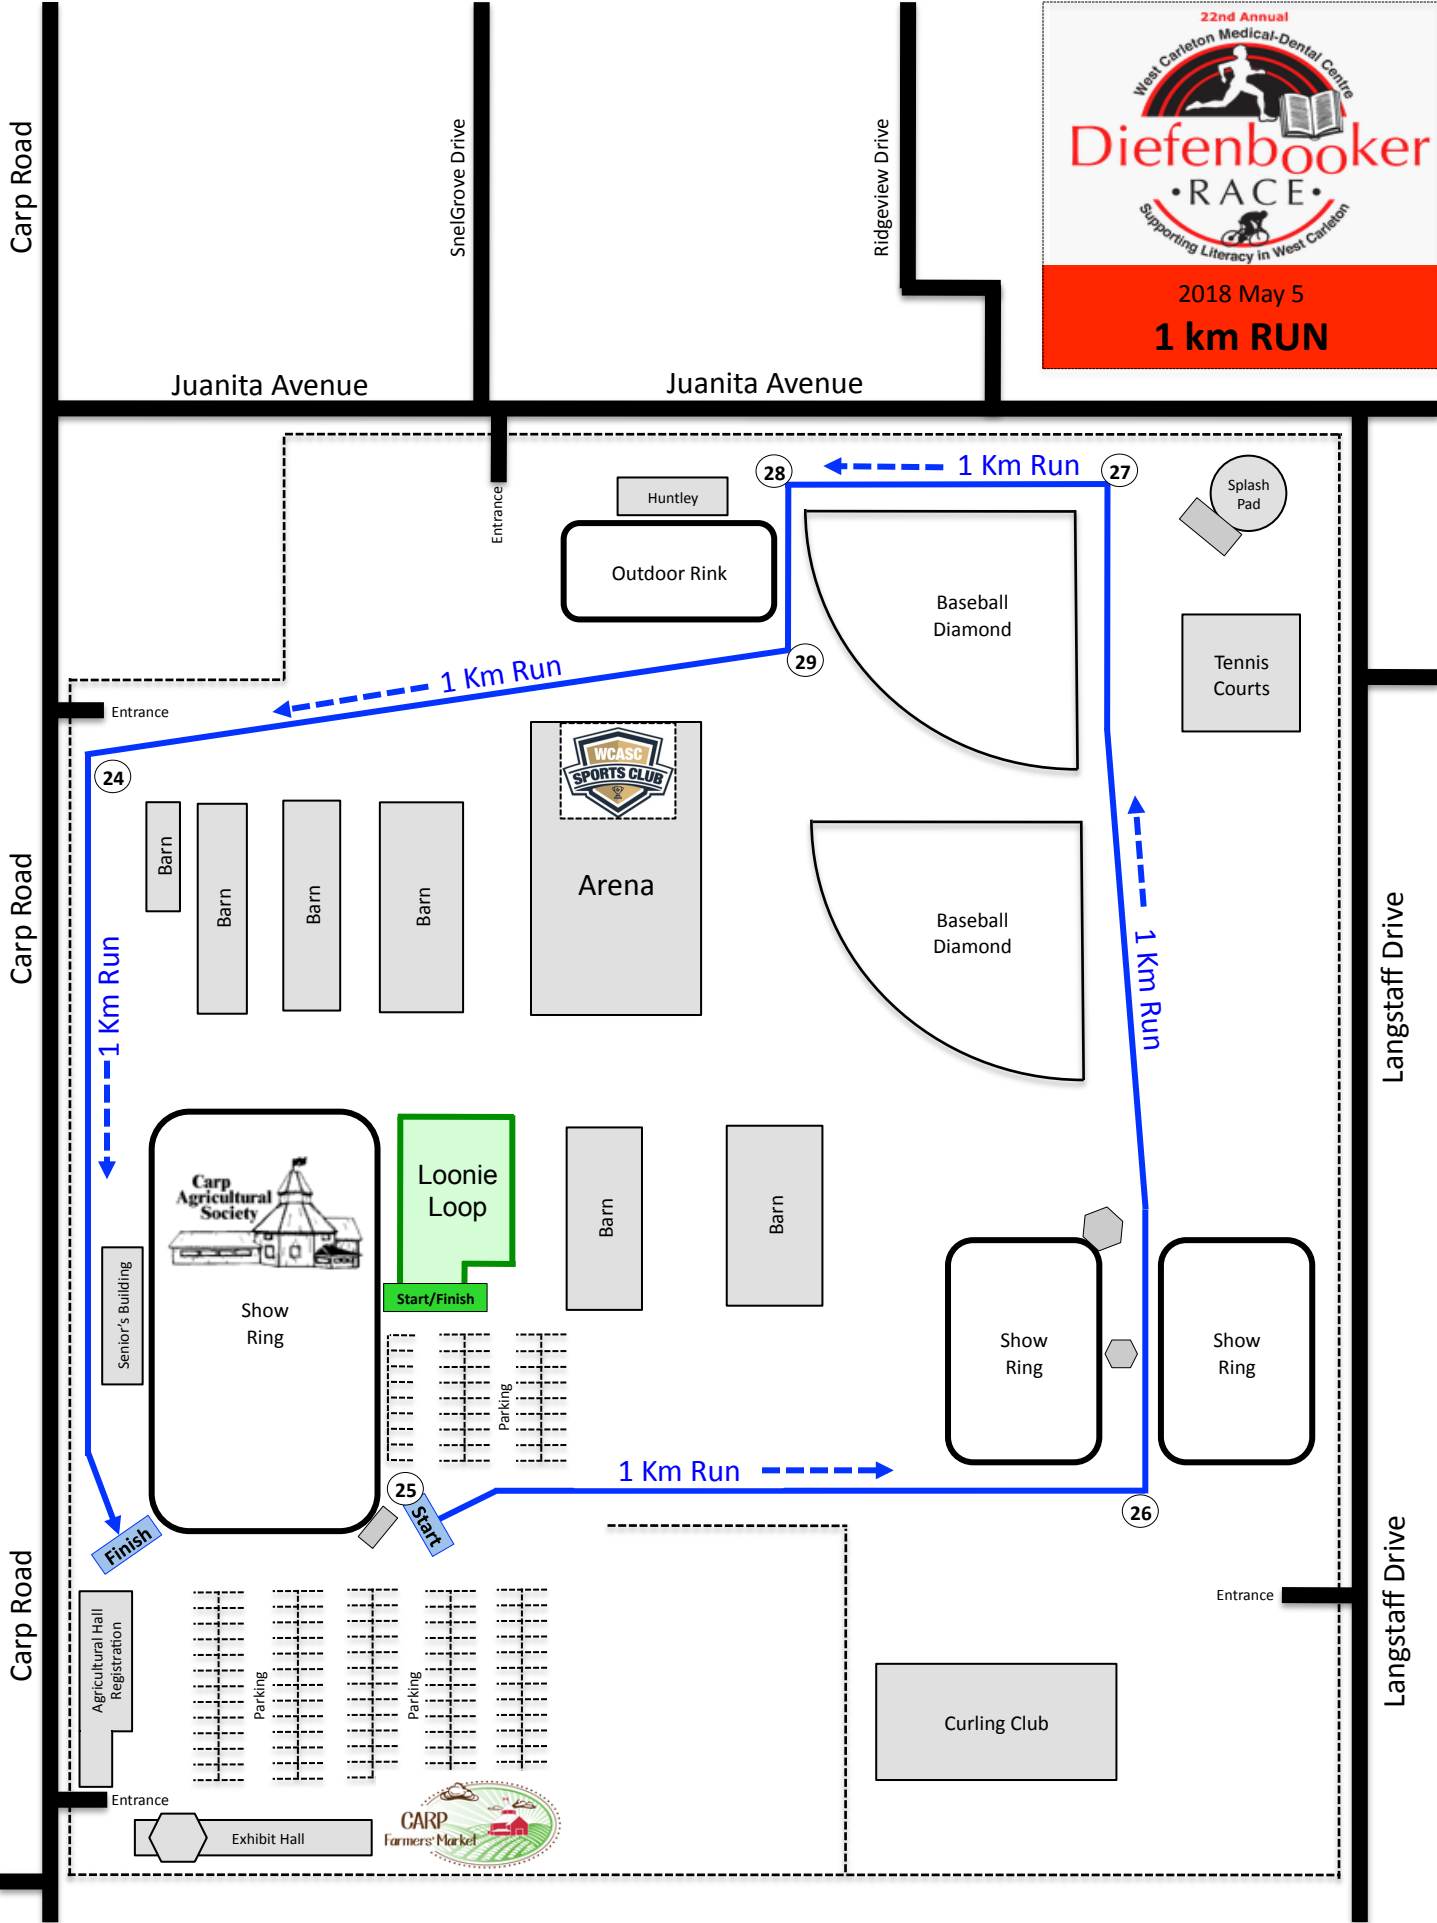 22nd Annual
West Carleton Medical-Dental Centre
Diefenbooker
•RACE•
Supporting Literacy in West Carleton
2018 May 5
1 km RUN
Carp Road
SnelGrove Drive
Ridgeview Drive
Juanita Avenue
Juanita Avenue
Entrance
Huntley
Outdoor Rink
28
1 Km Run
27
Splash
Pad
Baseball
Diamond
Tennis
Courts
29
1 Km Run
Entrance
24
WCASC
SPORTS CLUB
Arena
Barn
Barn
Barn
Barn
Baseball
Diamond
1 Km Run
1 Km Run
Carp Road
Langstaff Drive
Carp
Agricultural
Society
Show
Ring
Loonie
Loop
Start/Finish
Barn
Barn
Senior's Building
Parking
Show
Ring
Show
Ring
25
Start
1 Km Run
26
Finish
Carp Road
Langstaff Drive
Entrance
Agricultural Hall
Registration
Parking
Parking
Curling Club
Entrance
Exhibit Hall
CARP
Farmers' Market